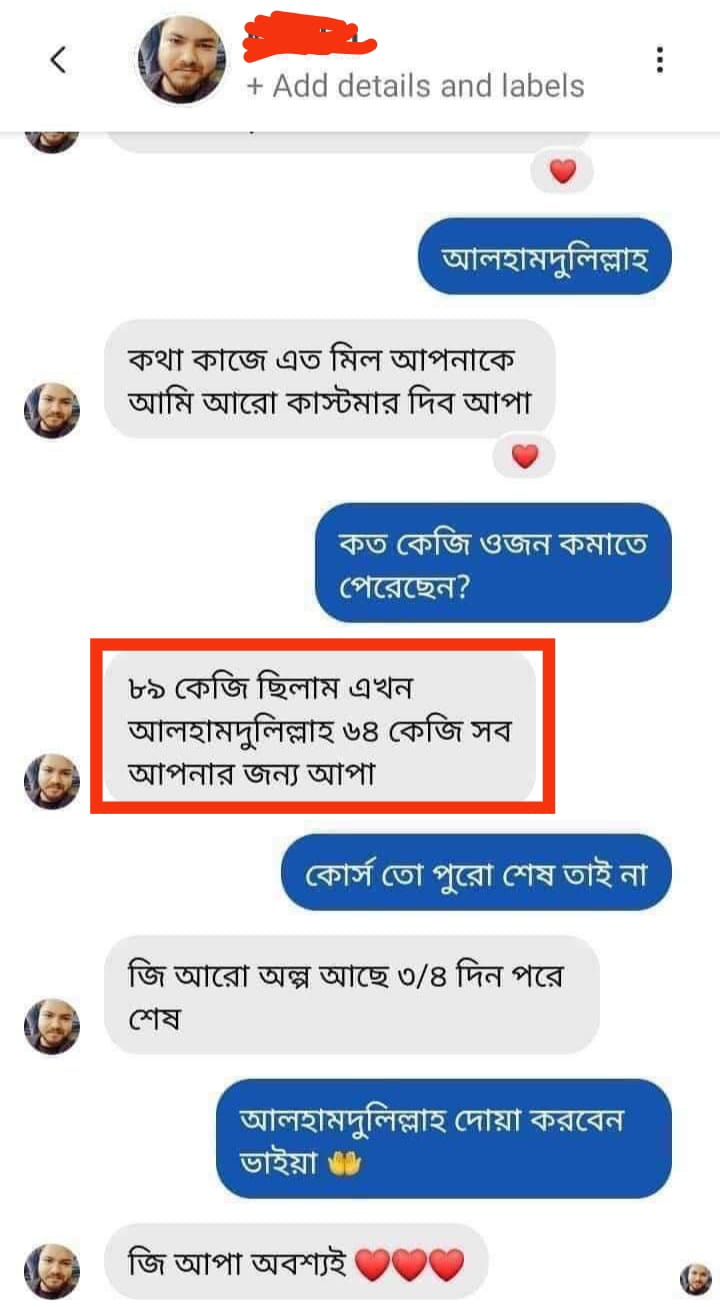 + Add details and labels
আলহামদুলিল্লাহ
কথা কাজে এত মিল আপনাকে
আমি আরো কাস্টমার দিব আপা
কত কেজি ওজন কমাতে
পেরেছেন?
৮৯ কেজি ছিলাম এখন
আলহামদুলিল্লাহ ৬৪ কেজি সব
আপনার জন্য আপা
কোর্স তো পুরো শেষ তাই না
জি আরো অল্প আছে ৩/৪ দিন পরে
শেষ
আলহামদুলিল্লাহ দোয়া করবেন
ভাইয়া 🤲
জি আপা অবশ্যই ❤️❤️❤️